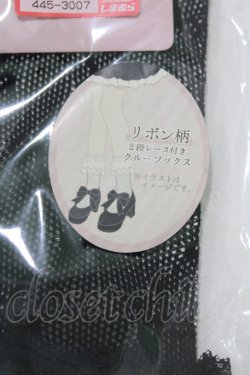 445-3007
しまむら
リボン柄
2段レース付き
クルーソックス
※イラストは
イメージです。
closet child